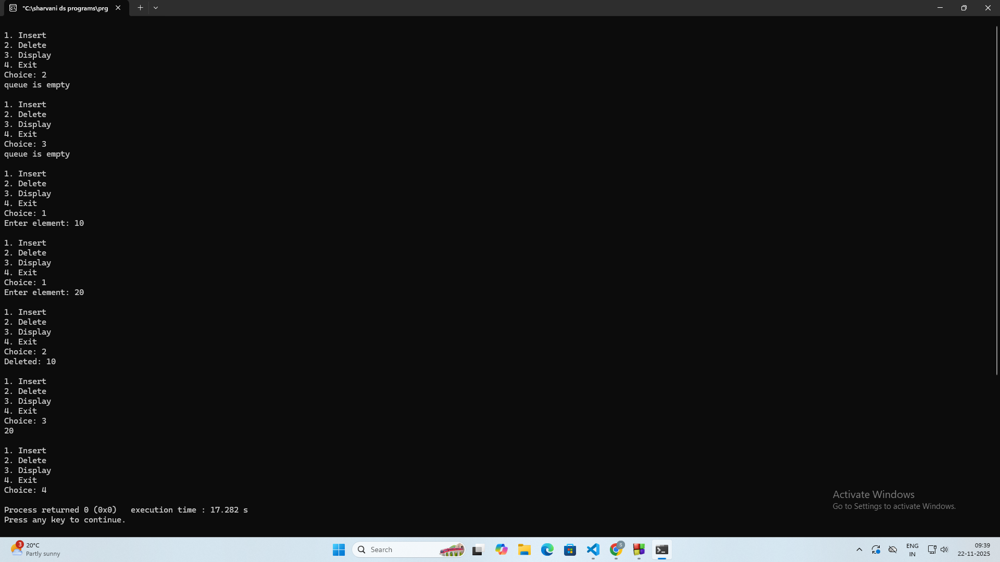 "C:\sharvani ds programs\prg
1. Insert
2. Delete
3. Display
4. Exit
Choice: 2
queue is empty
1. Insert
2. Delete
3. Display
4. Exit
Choice: 3
queue is empty
1. Insert
2. Delete
3. Display
4. Exit
Choice: 1
Enter element: 10
1. Insert
2. Delete
3. Display
4. Exit
Choice: 1
Enter element: 20
1. Insert
2. Delete
3. Display
4. Exit
Choice: 2
Deleted: 10
1. Insert
2. Delete
3. Display
4. Exit
Choice: 3
20
1. Insert
2. Delete
3. Display
4. Exit
Choice: 4
Process returned 0 (0x0)   execution time : 17.282 s
Press any key to continue.
Activate Windows
Go to Settings to activate Windows.
3
20°C
Partly sunny
Search
S
ENG
IN
09:39
22-11-2025